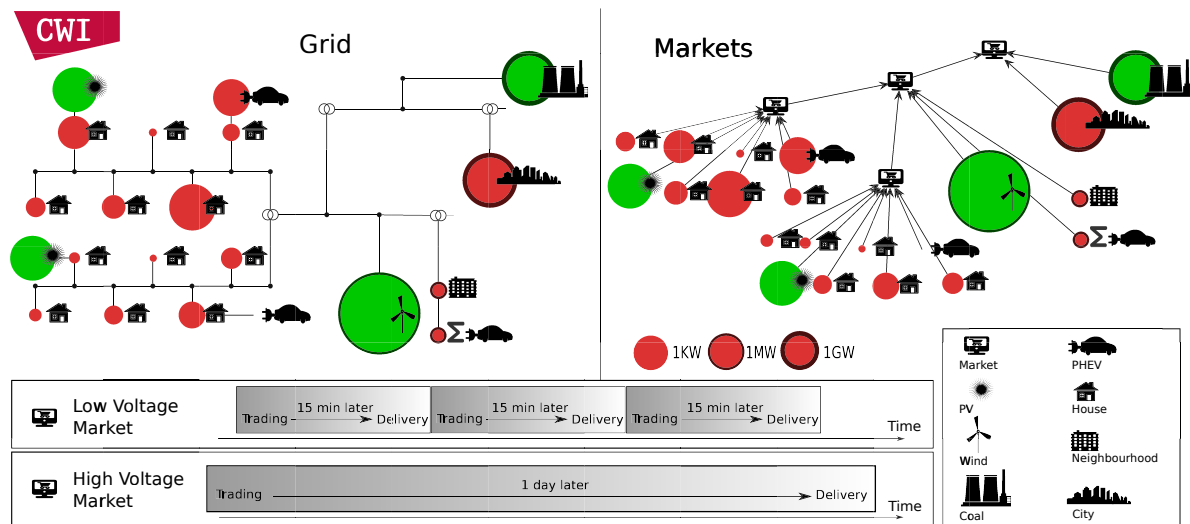 CWI
Grid
Markets
Σ
Σ
1KW
1MW
1GW
Low Voltage
Market
Trading
15 min later
Delivery
Trading
15 min later
Delivery
Trading
15 min later
Delivery
Time
High Voltage
Market
Trading
1 day later
Delivery
Time
Market
PHEV
PV
House
Wind
Neighbourhood
Coal
City